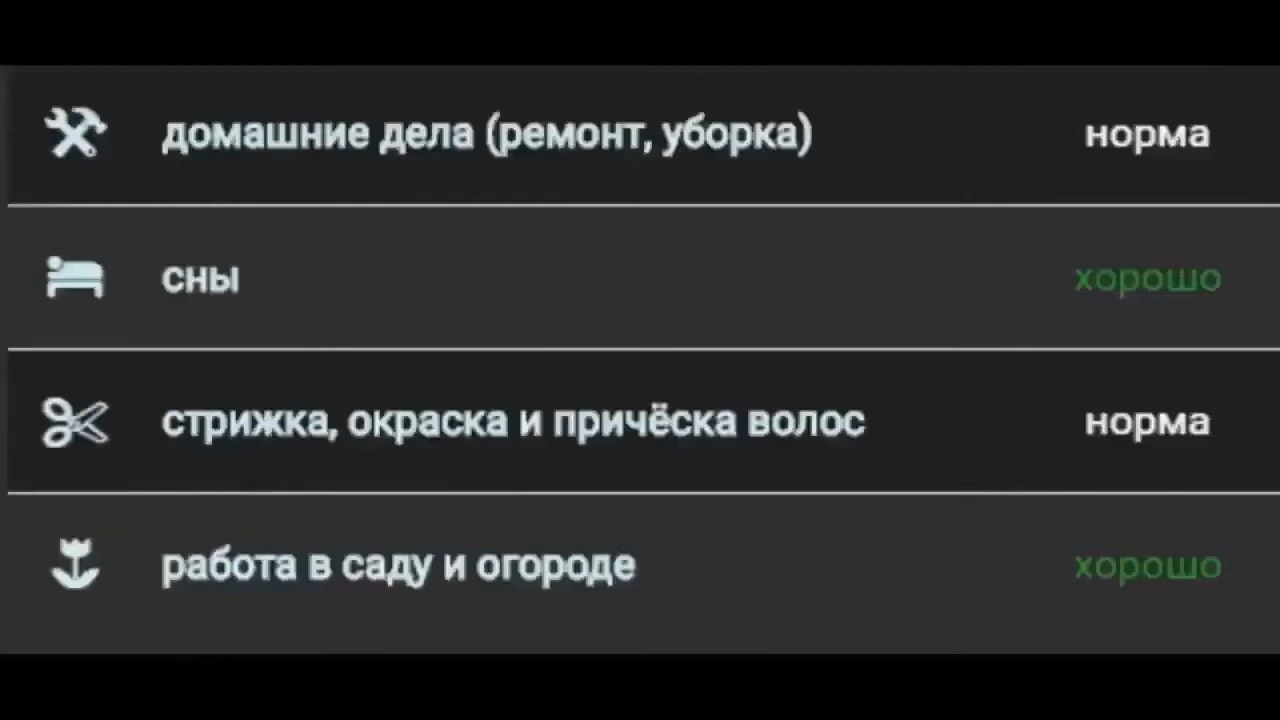 домашние дела (ремонт, уборка) норма
сны хорошо
стрижка, окраска и причёска волос норма
работа в саду и огороде хорошо